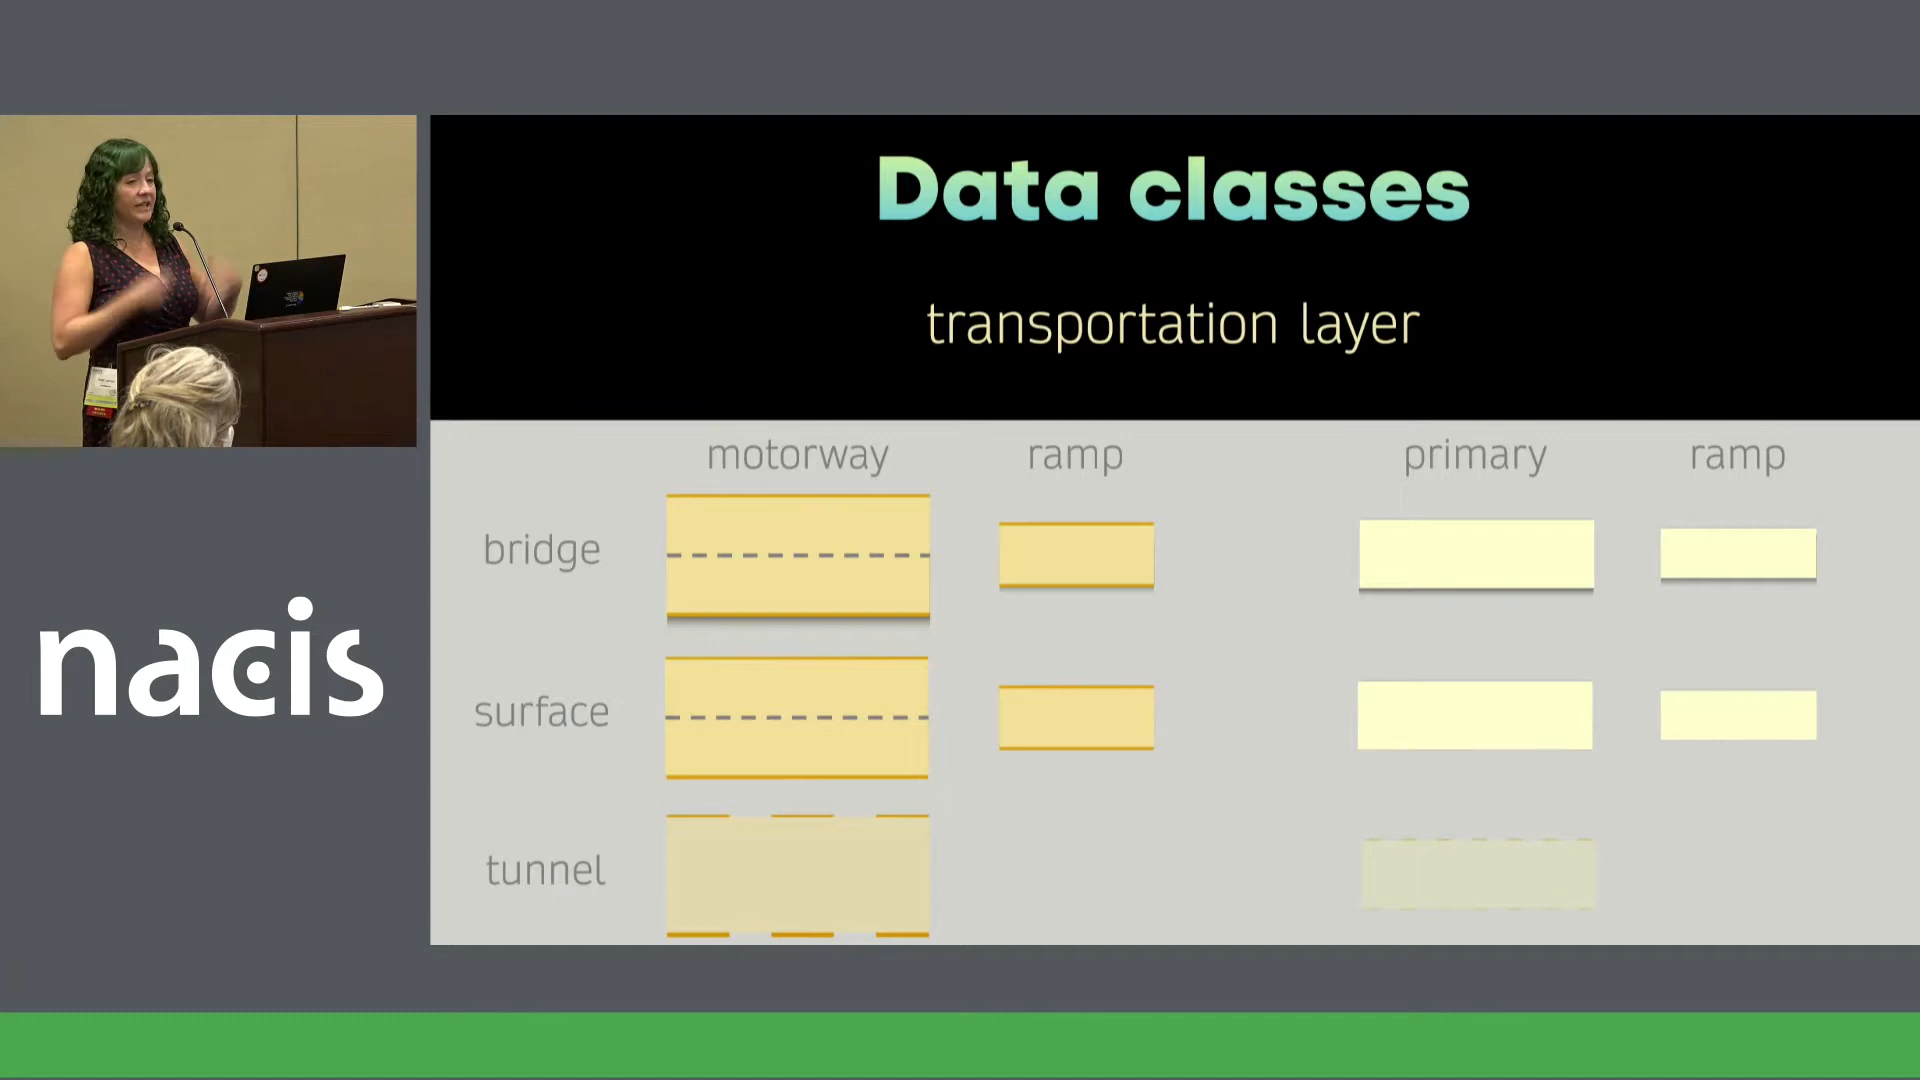 Data classes
transportation layer
motorway ramp primary ramp
bridge
surface
tunnel
nacis